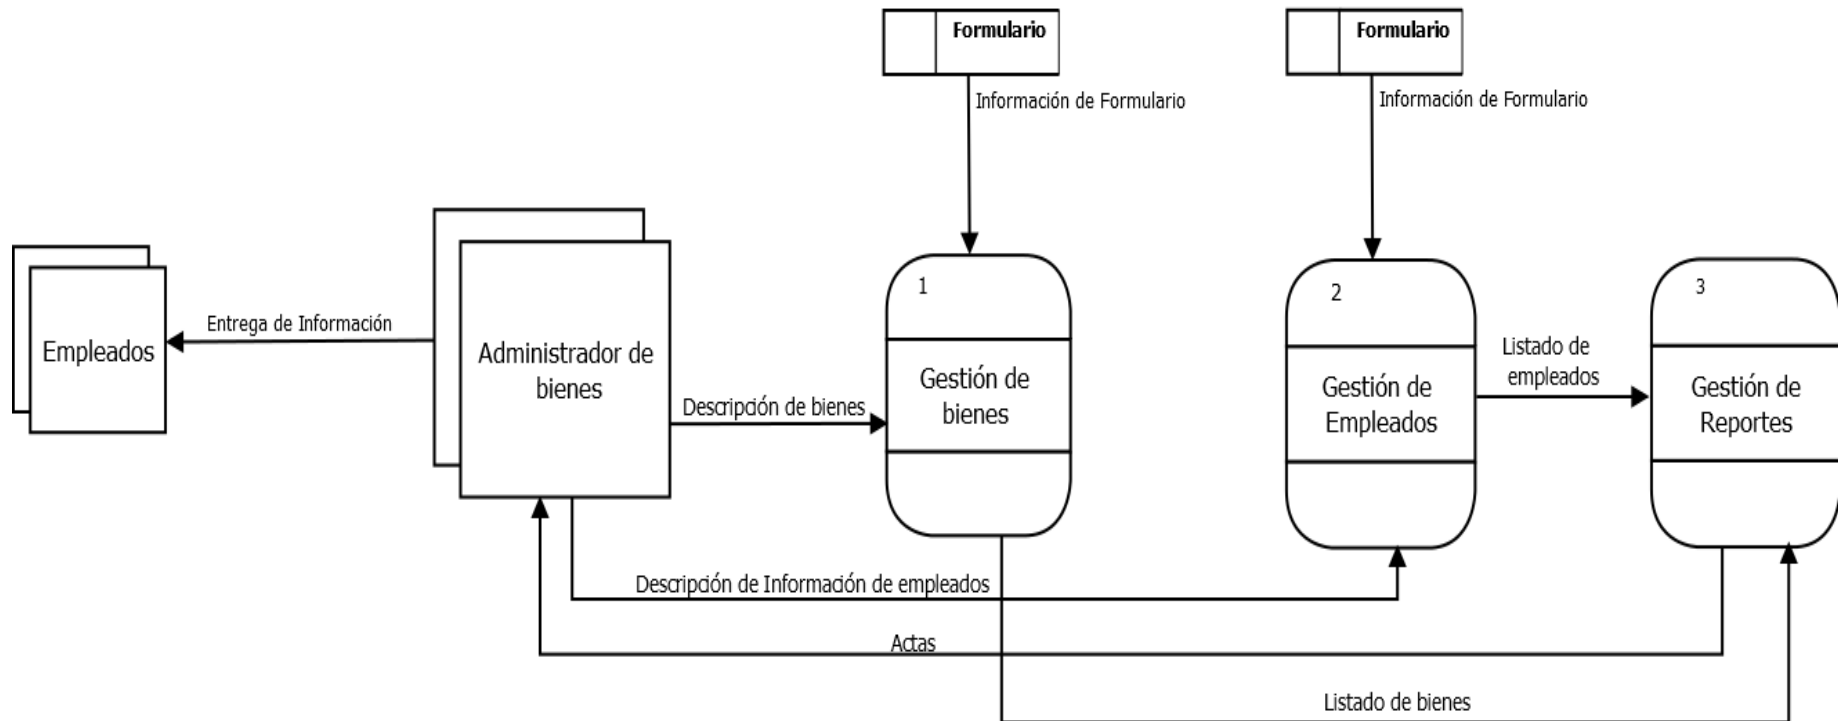 Formulario
Formulario
Información de Formulario
Información de Formulario
1
2
3
Entrega de Información
Empleados
Administrador de
bienes
Descripción de bienes
Gestión de
bienes
Gestión de
Empleados
Listado de
empleados
Gestión de
Reportes
Descripción de Información de empleados
Actas
Listado de bienes